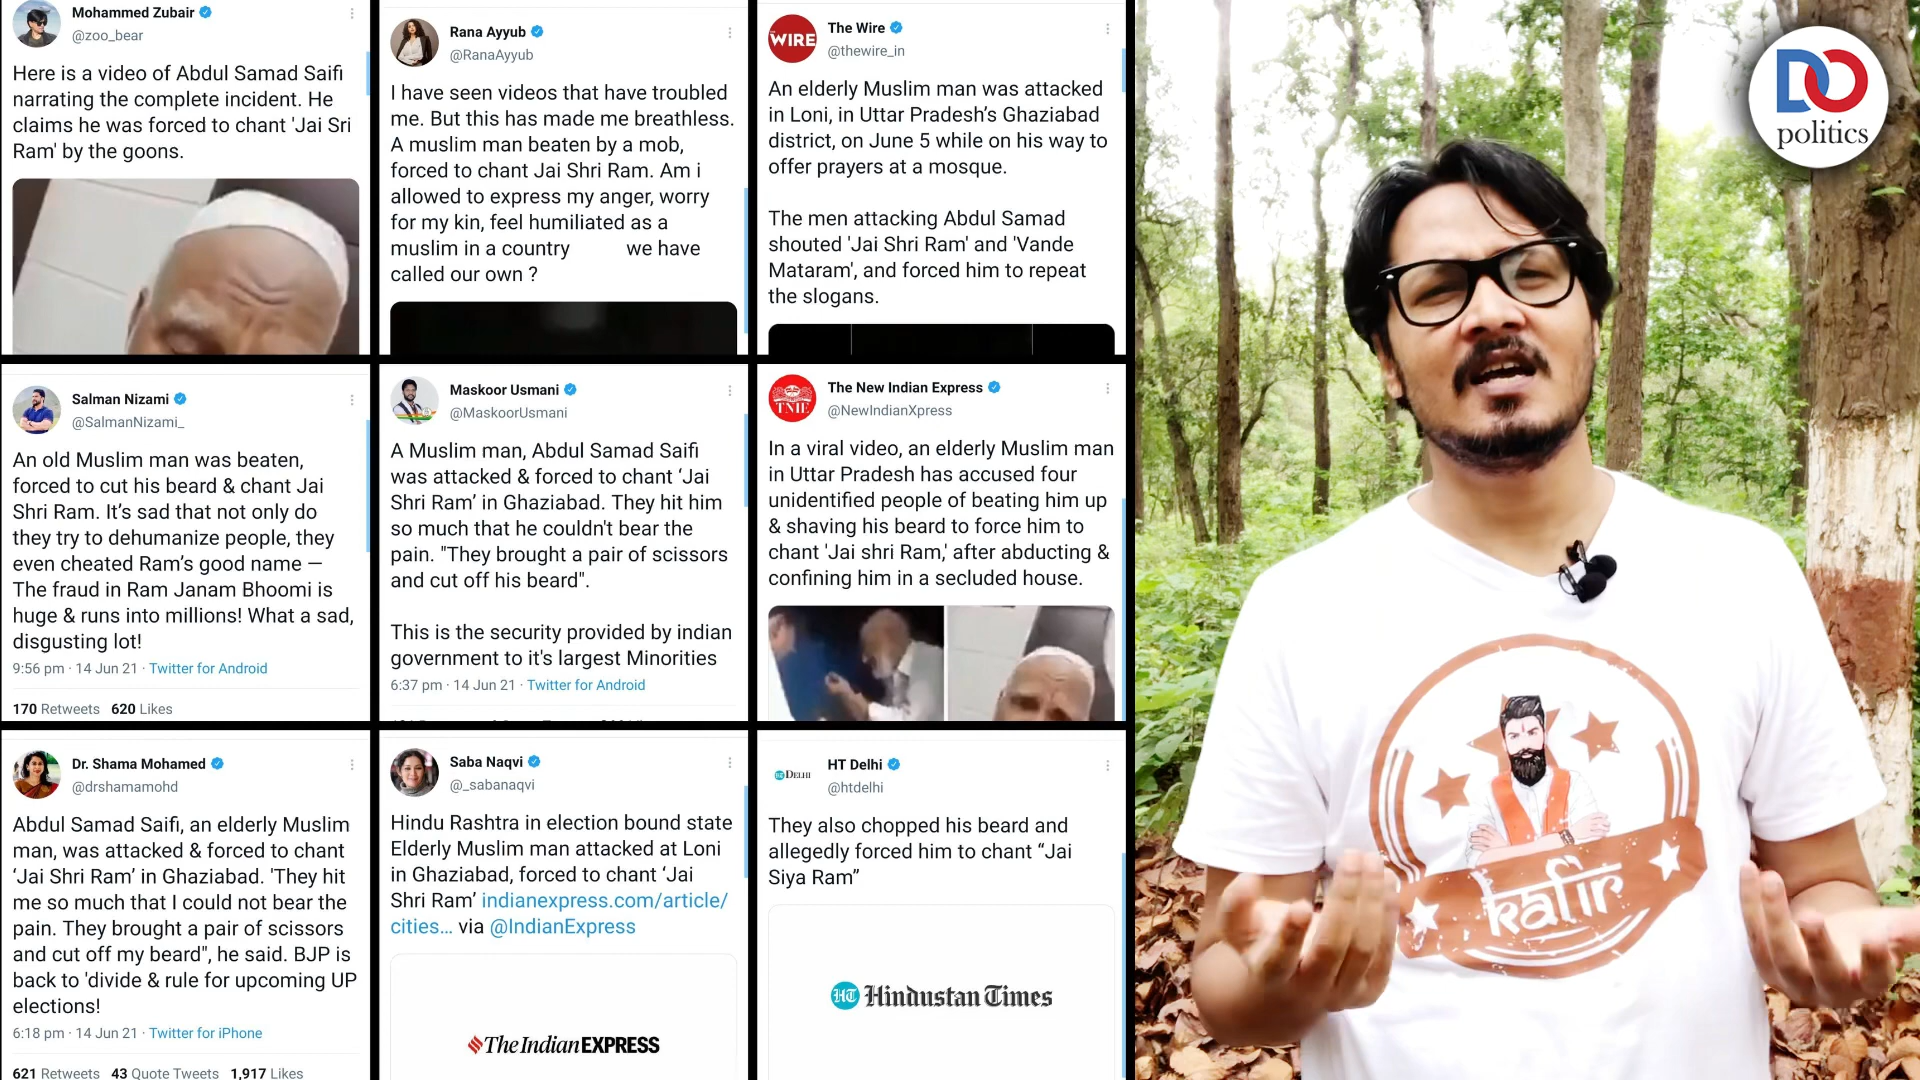 Mohammed Zubair
@zoo_bear
Here is a video of Abdul Samad Saifi
narrating the complete incident. He
claims he was forced to chant 'Jai Sri
Ram' by the goons.
Rana Ayyub
@RanaAyyub
I have seen videos that have troubled
me. But this has made me breathless.
A muslim man beaten by a mob,
forced to chant Jai Shri Ram. Am i
allowed to express my anger, worry
for my kin, feel humiliated as a
muslim in a country we have
called our own ?
WIRE
The Wire
@thewire_in
An elderly Muslim man was attacked
in Loni, in Uttar Pradesh’s Ghaziabad
district, on June 5 while on his way to
offer prayers at a mosque.
The men attacking Abdul Samad
shouted 'Jai Shri Ram' and 'Vande
Mataram', and forced him to repeat
the slogans.
Salman Nizami
@SalmanNizami_
An old Muslim man was beaten,
forced to cut his beard & chant Jai
Shri Ram. It’s sad that not only do
they try to dehumanize people, they
even cheated Ram’s good name —
The fraud in Ram Janam Bhoomi is
huge & runs into millions! What a sad,
disgusting lot!
9:56 pm · 14 Jun 21 · Twitter for Android
170 Retweets 620 Likes
Maskoor Usmani
@MaskoorUsmani
A Muslim man, Abdul Samad Saifi
was attacked & forced to chant ‘Jai
Shri Ram’ in Ghaziabad. They hit him
so much that he couldn't bear the
pain. "They brought a pair of scissors
and cut off his beard".
This is the security provided by indian
government to it's largest Minorities
6:37 pm · 14 Jun 21 · Twitter for Android
TNIE
The New Indian Express
@NewIndianXpress
In a viral video, an elderly Muslim man
in Uttar Pradesh has accused four
unidentified people of beating him up
& shaving his beard to force him to
chant 'Jai shri Ram,' after abducting &
confining him in a secluded house.
Dr. Shama Mohamed
@drshamamohd
Abdul Samad Saifi, an elderly Muslim
man, was attacked & forced to chant
‘Jai Shri Ram’ in Ghaziabad. 'They hit
me so much that I could not bear the
pain. They brought a pair of scissors
and cut off my beard", he said. BJP is
back to 'divide & rule for upcoming UP
elections!
6:18 pm · 14 Jun 21 · Twitter for iPhone
621 Retweets 43 Quote Tweets 1,917 Likes
Saba Naqvi
@_sabanaqvi
Hindu Rashtra in election bound state
Elderly Muslim man attacked at Loni
in Ghaziabad, forced to chant ‘Jai
Shri Ram’ indianexpress.com/article/
cities... via @IndianExpress
The Indian EXPRESS
HT DELHI
HT Delhi
@htdelhi
They also chopped his beard and
allegedly forced him to chant “Jai
Siya Ram”
HT Hindustan Times
DO
politics
kafir